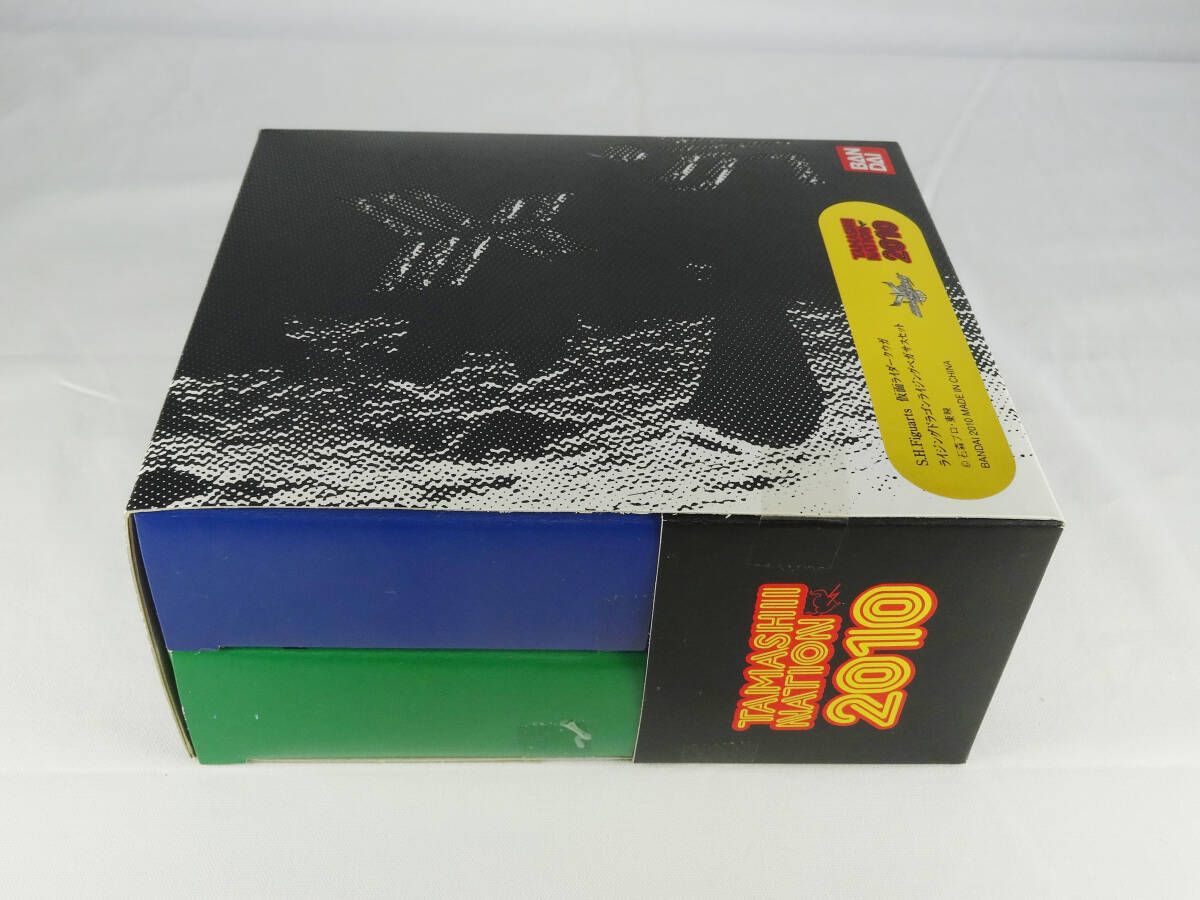 BAN
DAI
TAMASHII
NATION
2010
S.H.Figuarts 仮面ライダークウガ
ライジングドラゴン/ライジングペガサスセット
© 石森プロ・東映
BANDAI 2010 MADE IN CHINA
TAMASHII
NATION
2010